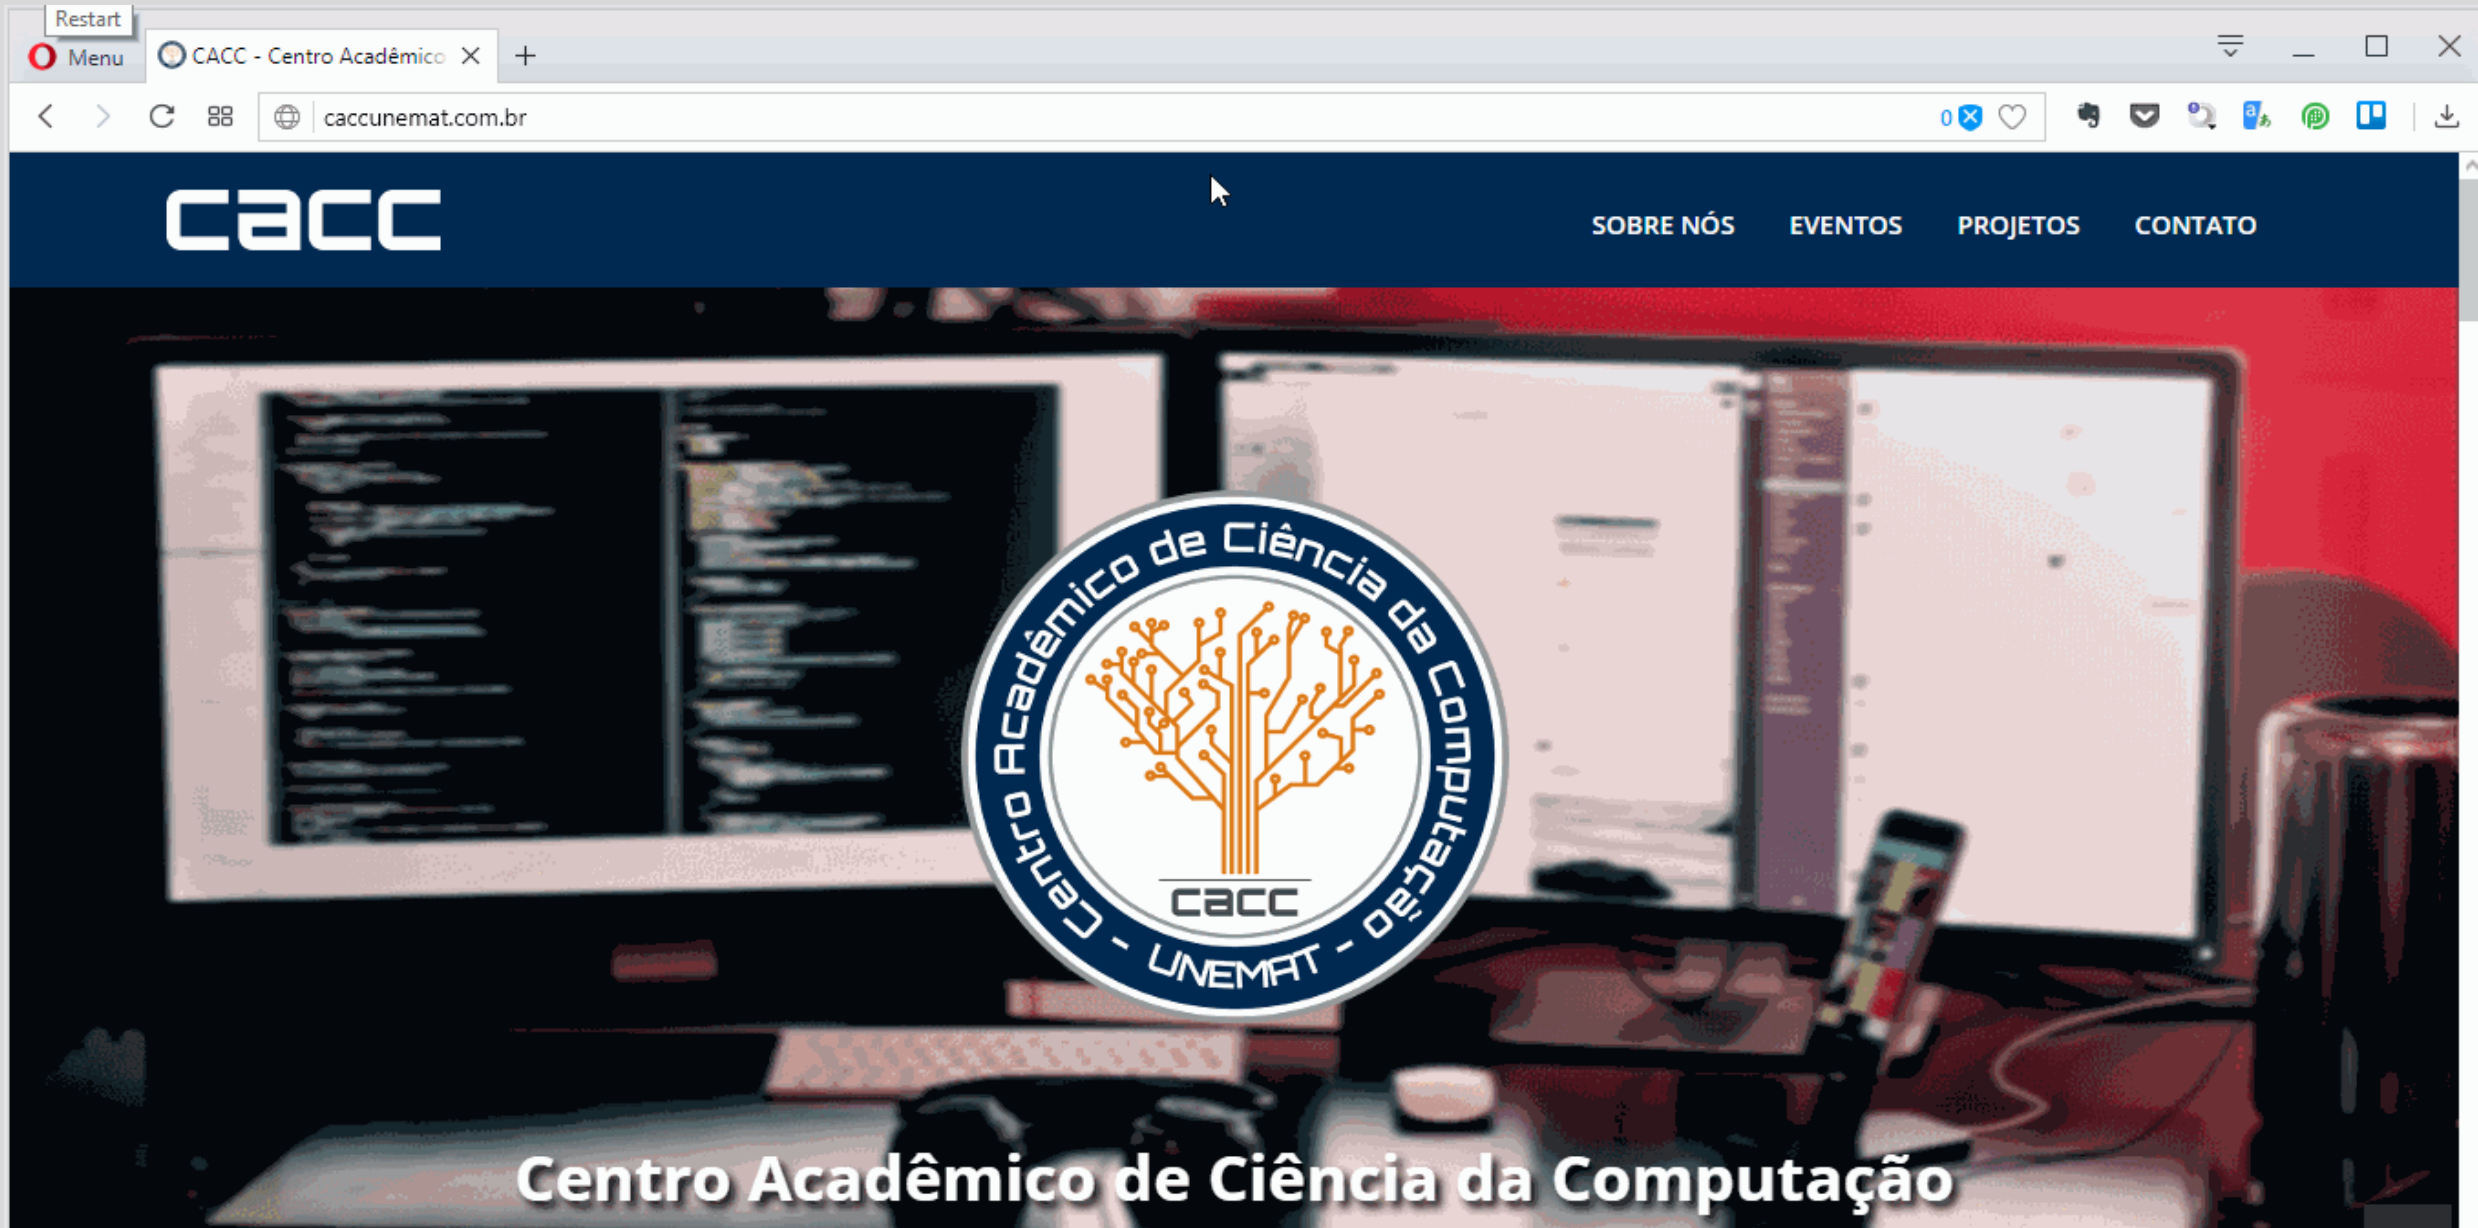 Restart
Menu
CACC - Centro Acadêmico
caccunemat.com.br
0
cacc
SOBRE NÓS
EVENTOS
PROJETOS
CONTATO
Centro Acadêmico de Ciência da Computação
- UNEMAT -
cacc
Centro Acadêmico de Ciência da Computação